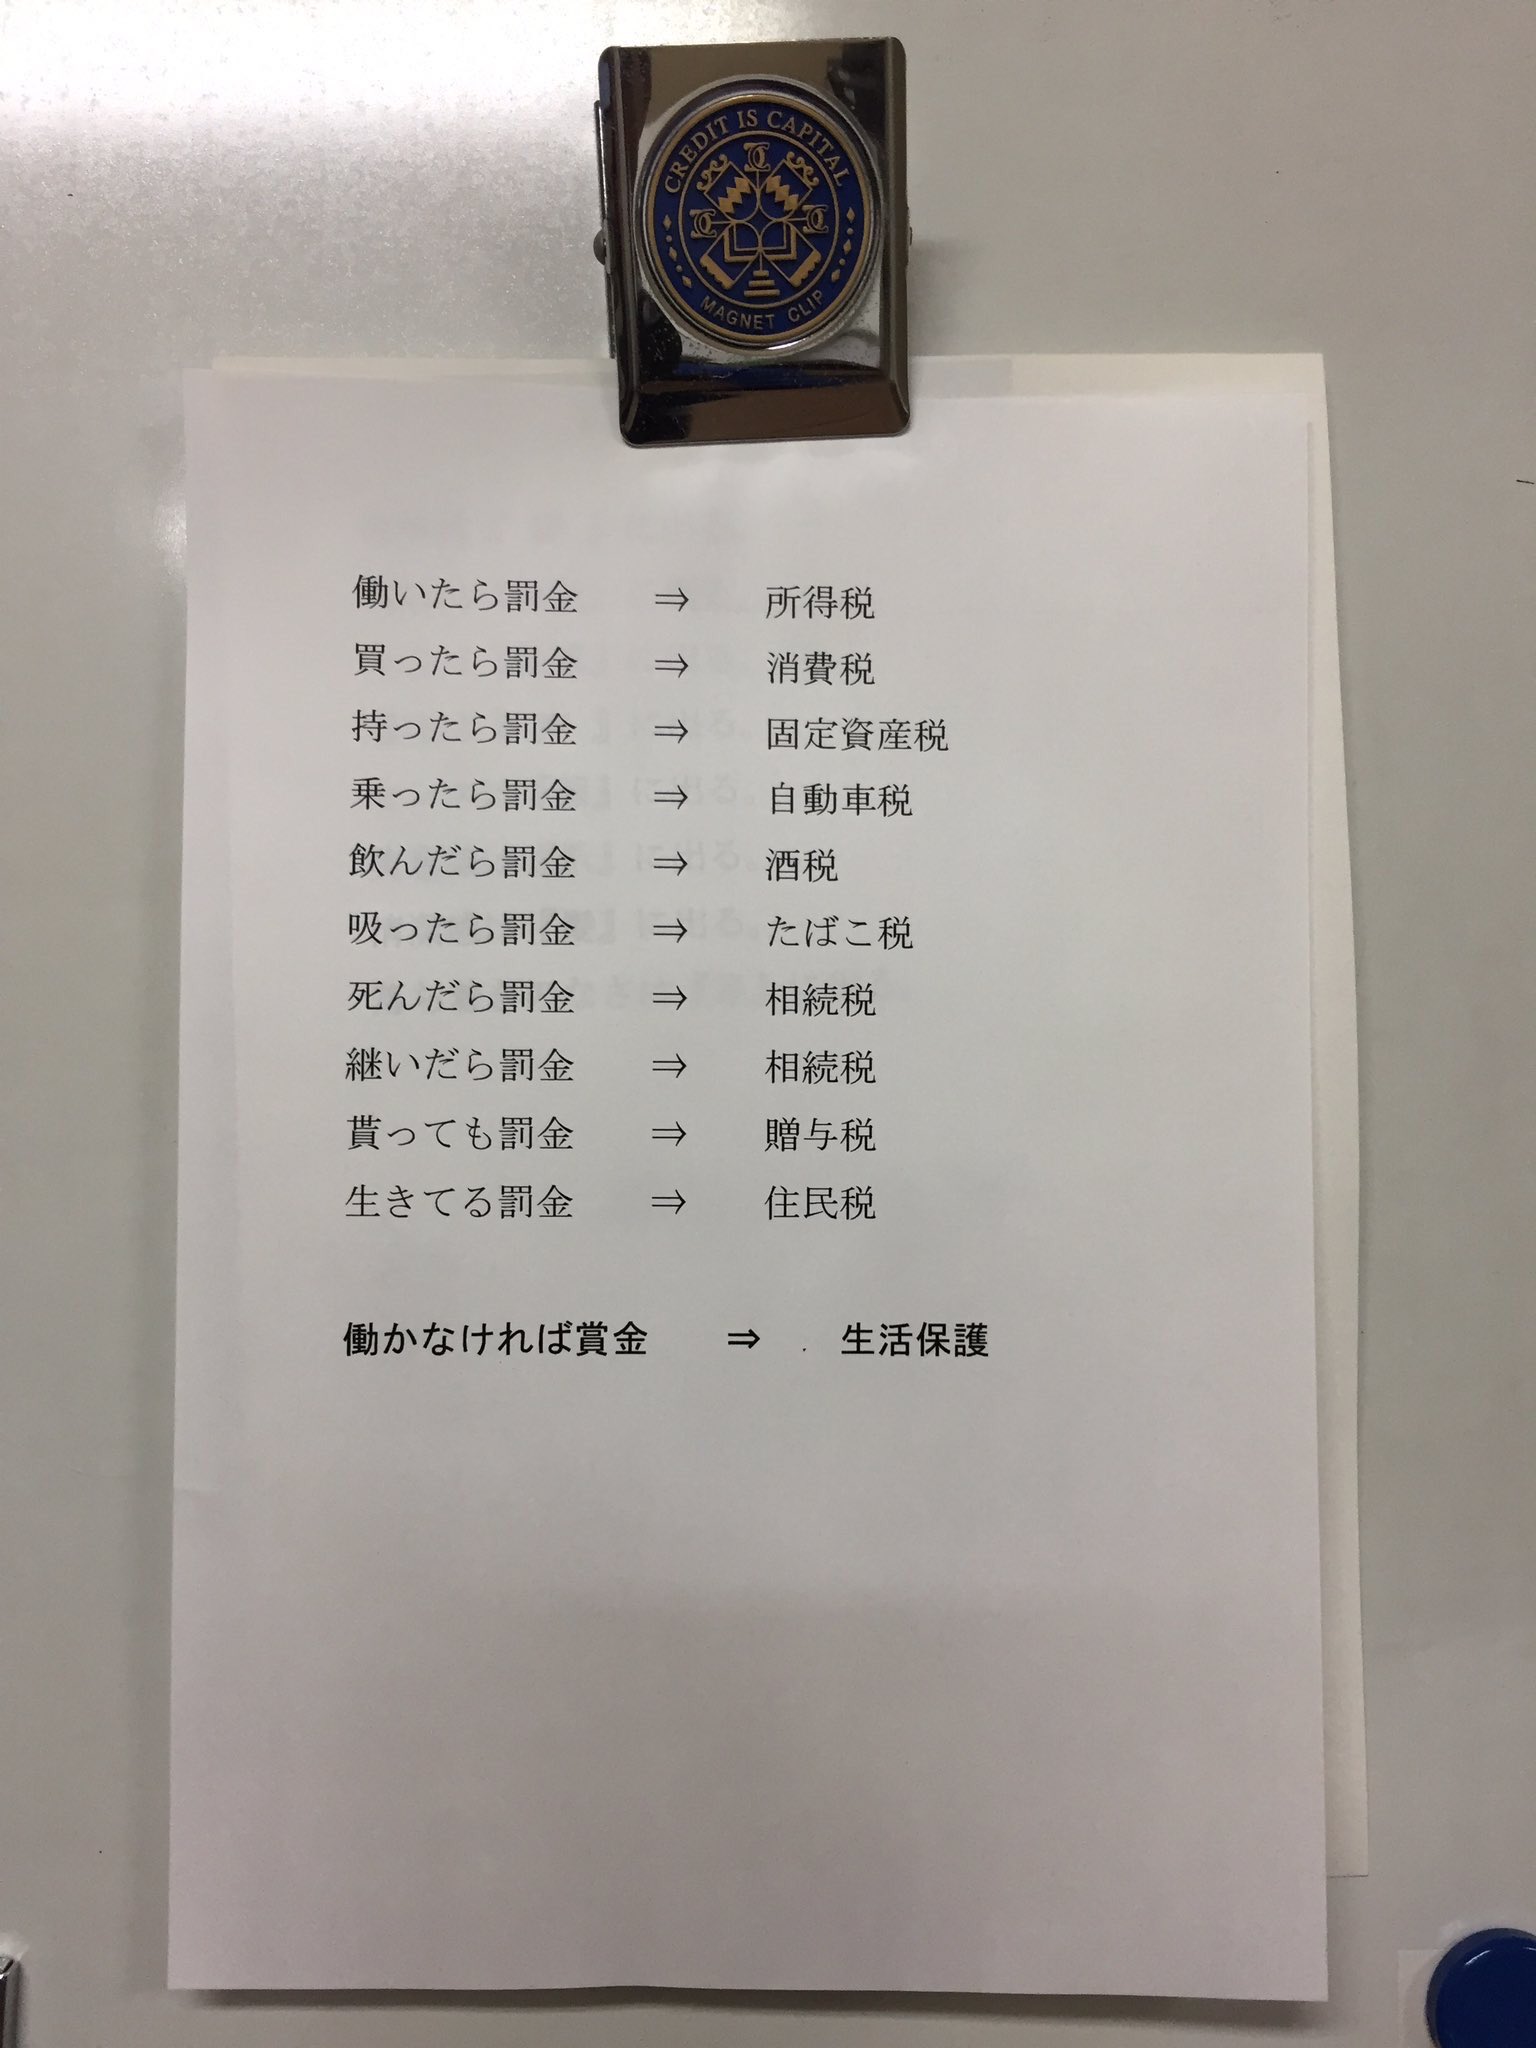 CREDIT IS CAPITAL
MAGNET CLIP
働いたら罰金 ⇒ 所得税
買ったら罰金 ⇒ 消費税
持ったら罰金 ⇒ 固定資産税
乗ったら罰金 ⇒ 自動車税
飲んだら罰金 ⇒ 酒税
吸ったら罰金 ⇒ たばこ税
死んだら罰金 ⇒ 相続税
継いだら罰金 ⇒ 相続税
貰っても罰金 ⇒ 贈与税
生きてる罰金 ⇒ 住民税
働かなければ賞金 ⇒ 生活保護